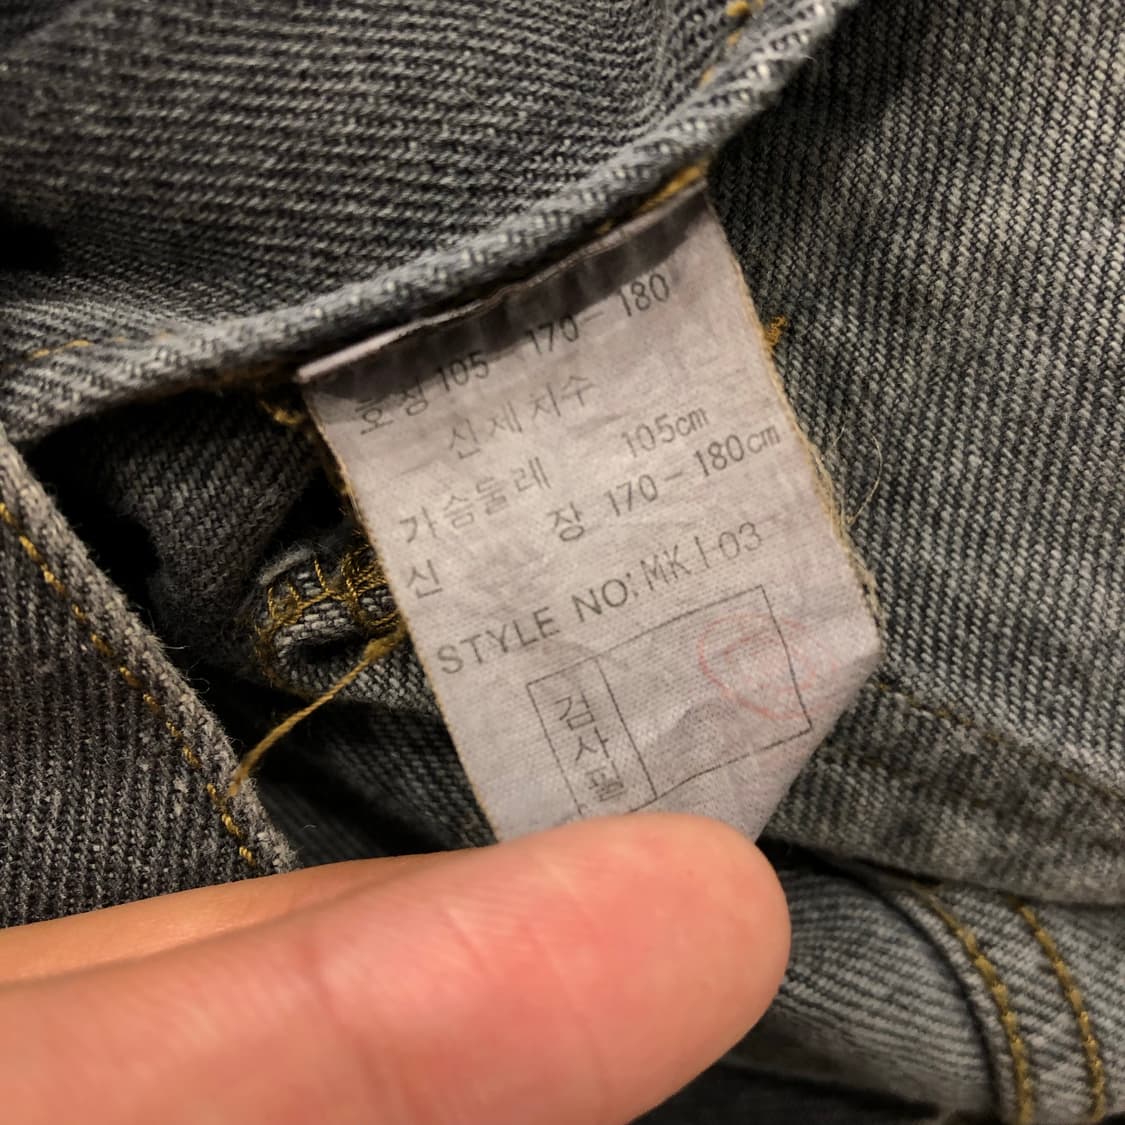 호칭 105 170-180
신체치수
가슴둘레 105cm
신 장 170-180cm
STYLE NO: MK1-03
검사필